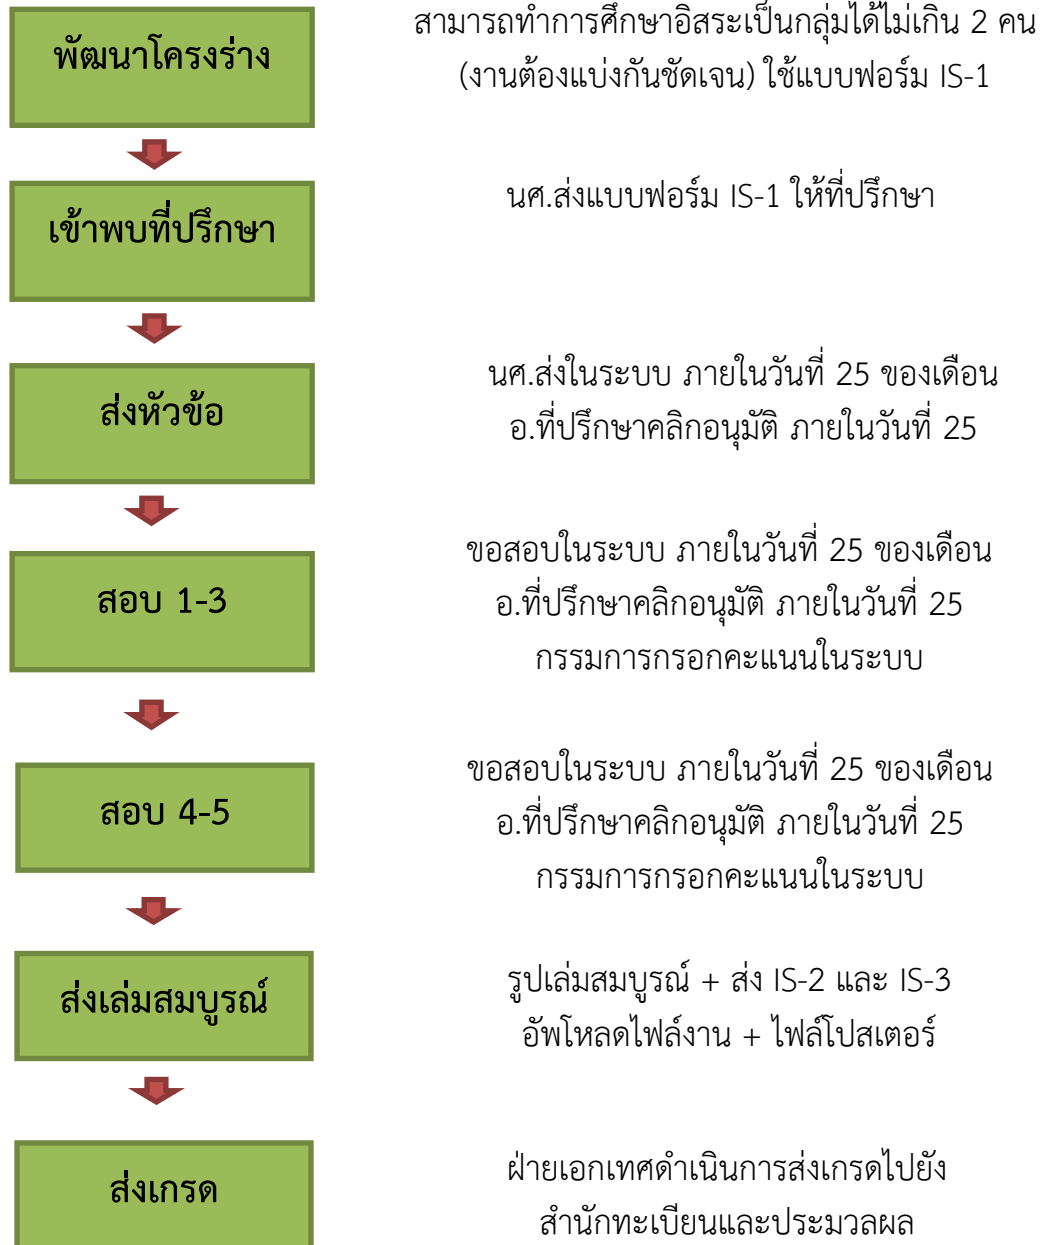 พัฒนาโครงร่าง
สามารถทำการศึกษาอิสระเป็นกลุ่มได้ไม่เกิน 2 คน
(งานต้องแบ่งกันชัดเจน) ใช้แบบฟอร์ม IS-1
เข้าพบที่ปรึกษา
นศ.ส่งแบบฟอร์ม IS-1 ให้ที่ปรึกษา
ส่งหัวข้อ
นศ.ส่งในระบบ ภายในวันที่ 25 ของเดือน
อ.ที่ปรึกษาคลิกอนุมัติ ภายในวันที่ 25
สอบ 1-3
ขอสอบในระบบ ภายในวันที่ 25 ของเดือน
อ.ที่ปรึกษาคลิกอนุมัติ ภายในวันที่ 25
กรรมการกรอกคะแนนในระบบ
สอบ 4-5
ขอสอบในระบบ ภายในวันที่ 25 ของเดือน
อ.ที่ปรึกษาคลิกอนุมัติ ภายในวันที่ 25
กรรมการกรอกคะแนนในระบบ
ส่งเล่มสมบูรณ์
รูปเล่มสมบูรณ์ + ส่ง IS-2 และ IS-3
อัพโหลดไฟล์งาน + ไฟล์โปสเตอร์
ส่งเกรด
ฝ่ายเอกเทศดำเนินการส่งเกรดไปยัง
สำนักทะเบียนและประมวลผล